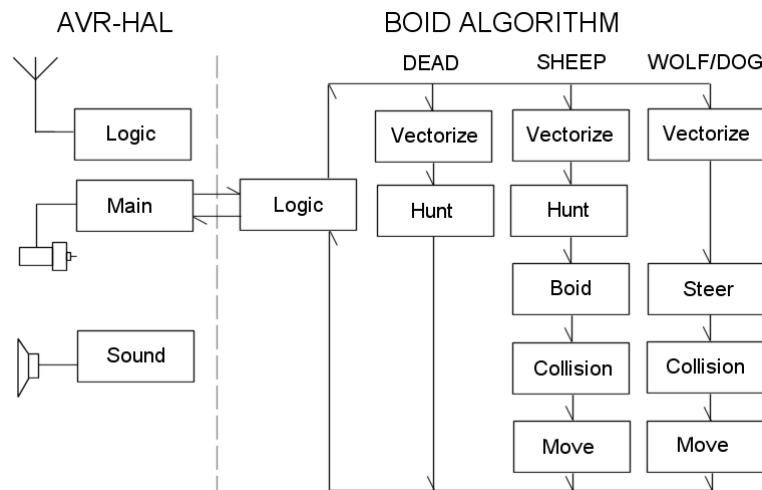 AVR-HAL
BOID ALGORITHM
DEAD
SHEEP
WOLF/DOG
Logic
Vectorize
Vectorize
Vectorize
Main
Logic
Hunt
Hunt
Boid
Steer
Sound
Collision
Collision
Move
Move